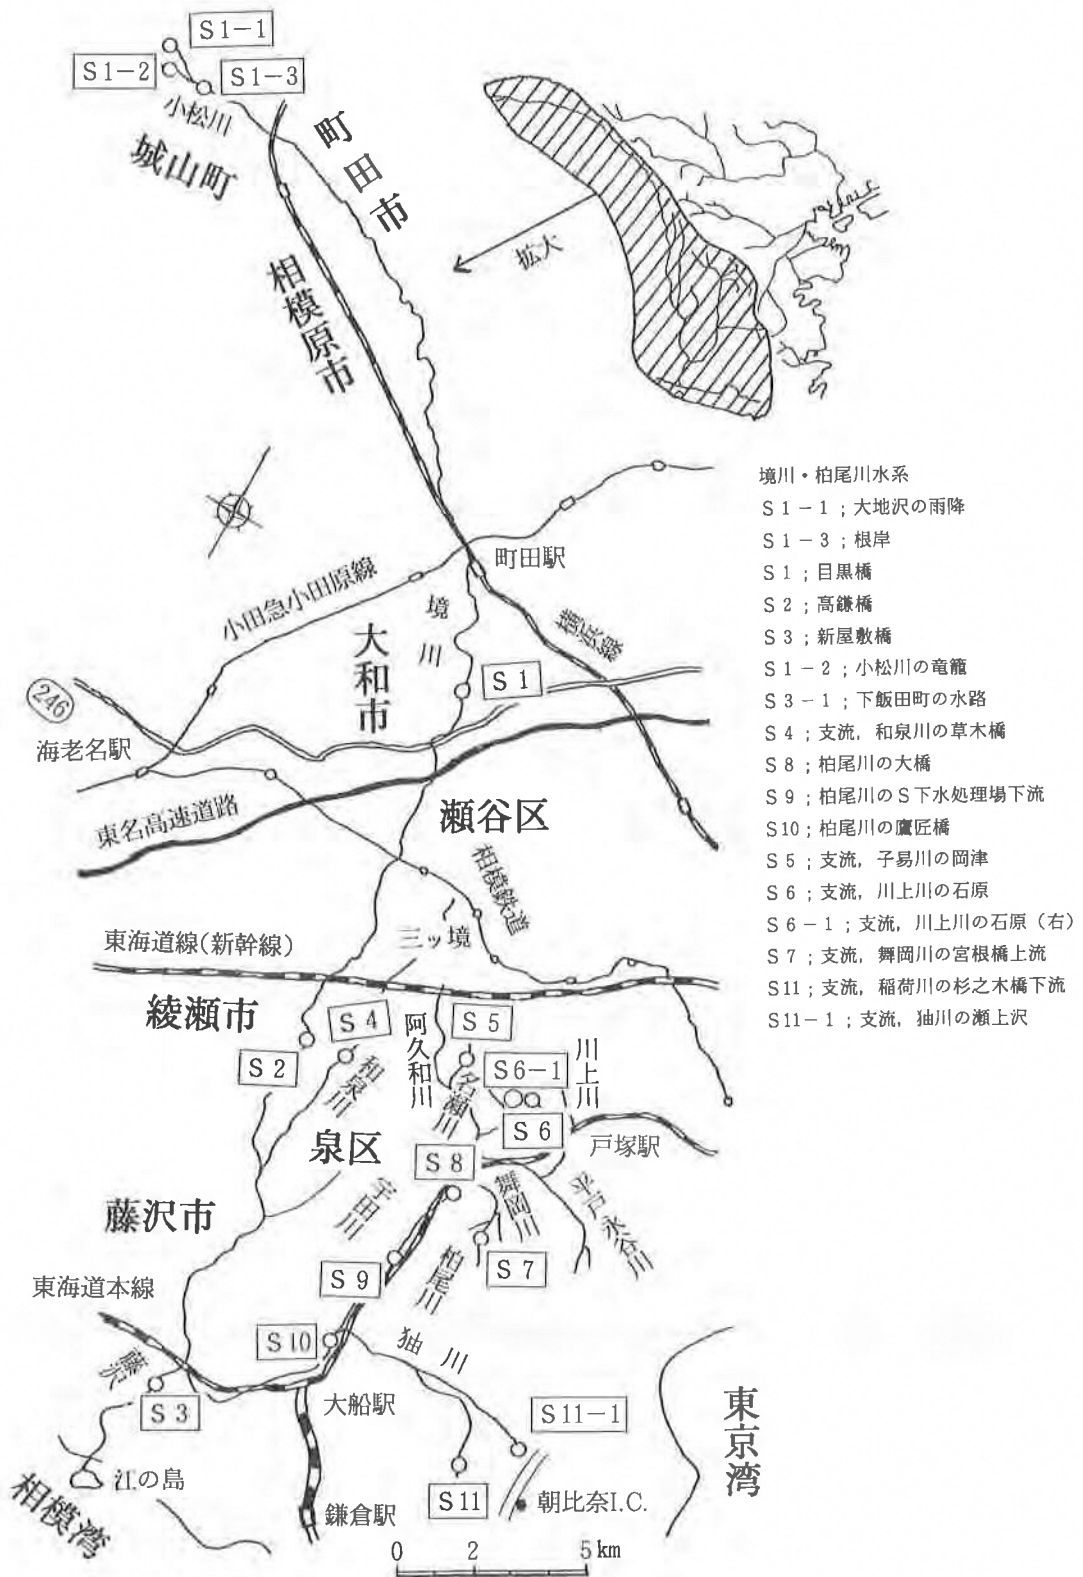 S1-1
S1-2
S1-3
小松川
城山町
町田市
拡大
相模原市
町田駅
小田急小田原線
境川
横浜線
大和市
S1
246
海老名駅
東名高速道路
瀬谷区
相模鉄道
三ッ境
東海道線(新幹線)
綾瀬市
S2
S4
和泉川
阿久和川
S5
名瀬川
S6-1
川上川
S6
戸塚駅
泉区
S8
舞岡川
平戸永谷川
宇田川
藤沢市
S9
柏尾川
S7
東海道本線
S10
狆川
藤沢
S3
大船駅
S11-1
東京湾
江の島
S11
朝比奈I.C.
相模湾
鎌倉駅
0 2 5km
境川・柏尾川水系
S1-1;大地沢の雨降
S1-3;根岸
S1;目黒橋
S2;高鎌橋
S3;新屋敷橋
S1-2;小松川の竜籠
S3-1;下飯田町の水路
S4;支流,和泉川の草木橋
S8;柏尾川の大橋
S9;柏尾川のS下水処理場下流
S10;柏尾川の鷹匠橋
S5;支流,子易川の岡津
S6;支流,川上川の石原
S6-1;支流,川上川の石原(右)
S7;支流,舞岡川の宮根橋上流
S11;支流,稲荷川の杉之木橋下流
S11-1;支流,狆川の瀬上沢